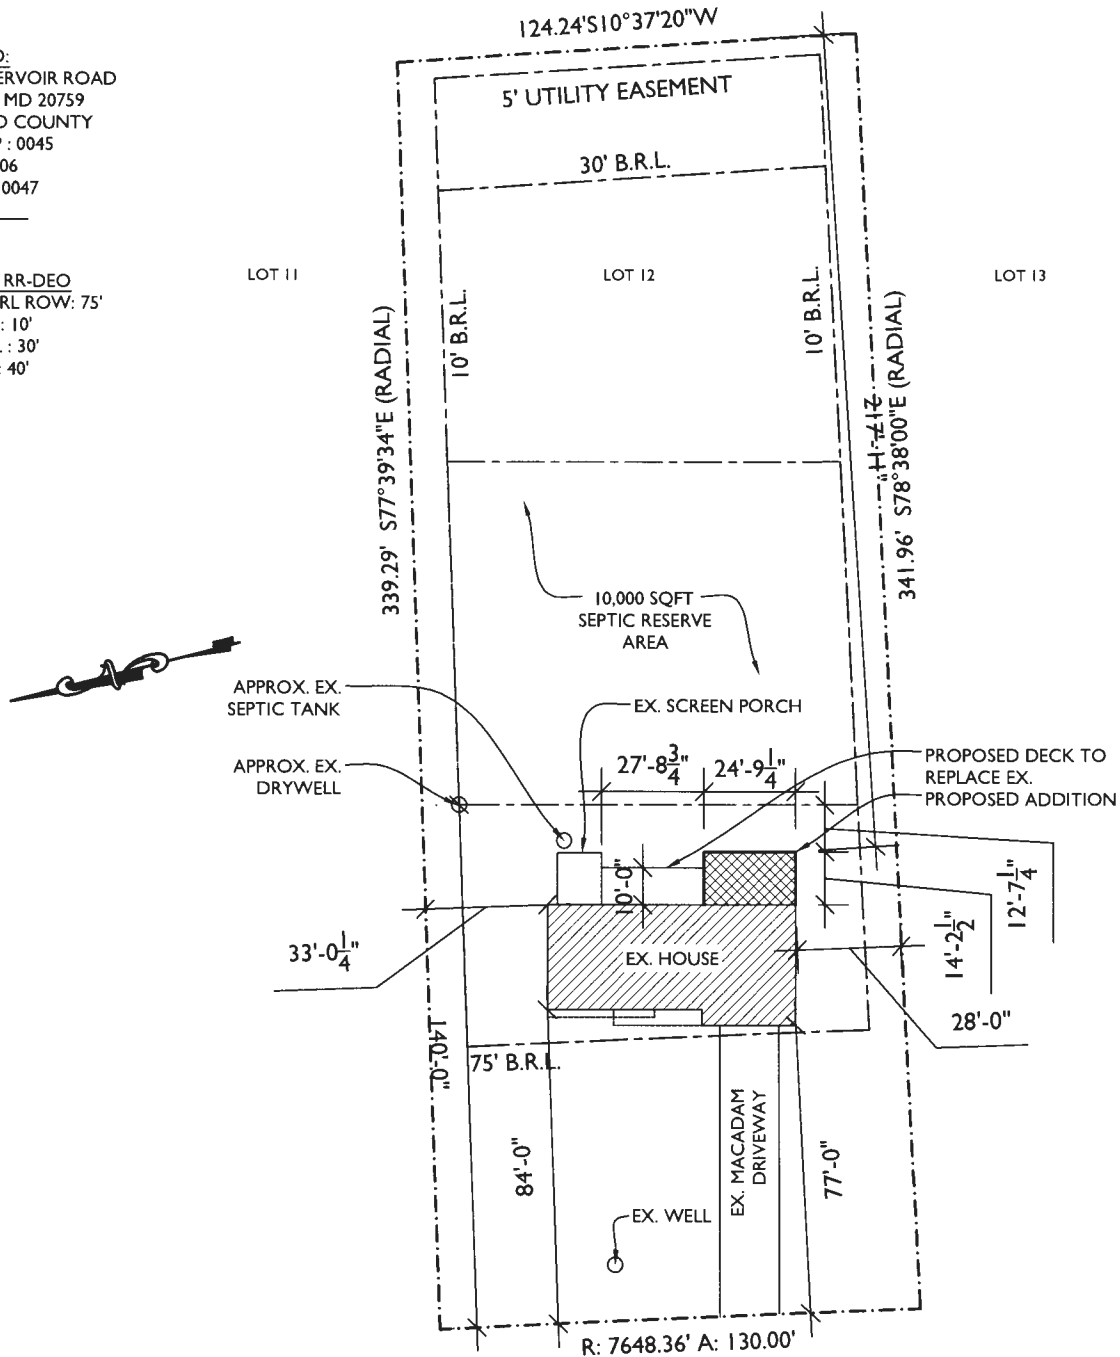 124.24'S10°37'20"W
ERVOIR ROAD
MD 20759
COUNTY
: 0045
06
0047
RR-DEO
RL ROW: 75'
: 10'
: 30'
: 40'
5' UTILITY EASEMENT
30' B.R.L.
LOT 11
LOT 12
LOT 13
10' B.R.L.
10' B.R.L.
339.29' S77°39'34"E (RADIAL)
217'-11"
341.96' S78°38'00"E (RADIAL)
10,000 SQFT
SEPTIC RESERVE
AREA
APPROX. EX.
SEPTIC TANK
EX. SCREEN PORCH
APPROX. EX.
DRYWELL
27'-8 3/4"
24'-9 1/4"
PROPOSED DECK TO
REPLACE EX.
PROPOSED ADDITION
10'-0"
12'-7 1/4"
14'-2 1/2"
33'-0 1/4"
EX. HOUSE
28'-0"
140'-0"
75' B.R.L.
84'-0"
EX. MACADAM
DRIVEWAY
77'-0"
EX. WELL
R: 7648.36' A: 130.00'